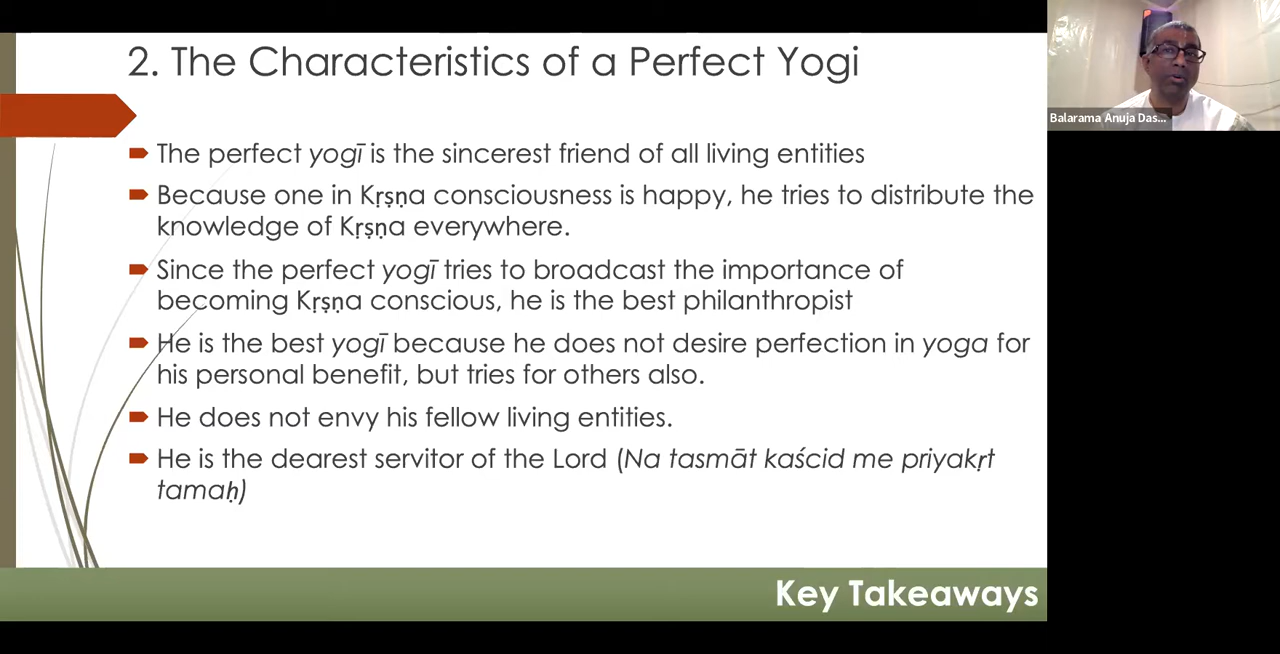 2. The Characteristics of a Perfect Yogi
The perfect yogī is the sincerest friend of all living entities
Because one in Kṛṣṇa consciousness is happy, he tries to distribute the
knowledge of Kṛṣṇa everywhere.
Since the perfect yogī tries to broadcast the importance of
becoming Kṛṣṇa conscious, he is the best philanthropist
He is the best yogī because he does not desire perfection in yoga for
his personal benefit, but tries for others also.
He does not envy his fellow living entities.
He is the dearest servitor of the Lord (Na tasmāt kaścid me priyakṛt
tamaḥ)
Key Takeaways
Balarama Anuja Das...